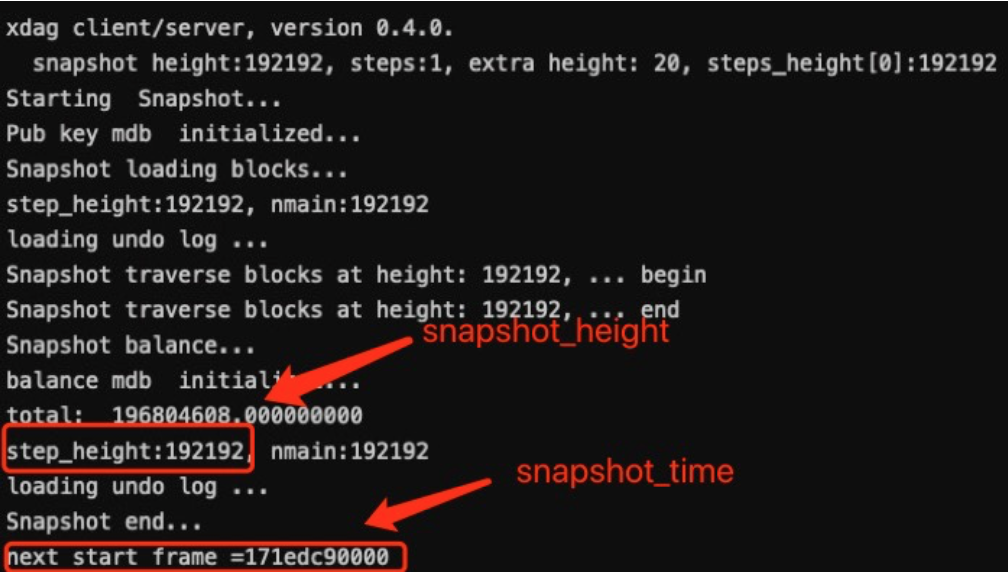 xdag client/server, version 0.4.0.
snapshot height:192192, steps:1, extra height: 20, steps_height[0]:192192
Starting  Snapshot...
Pub key mdb  initialized...
Snapshot loading blocks...
step_height:192192, nmain:192192
loading undo log ...
Snapshot traverse blocks at height: 192192, ... begin
Snapshot traverse blocks at height: 192192, ... end
snapshot_height
Snapshot balance...
balance mdb
total:  196804608.000000000
step_height:192192, nmain:192192
snapshot_time
loading undo log ...
Snapshot end...
next start frame =171edc90000